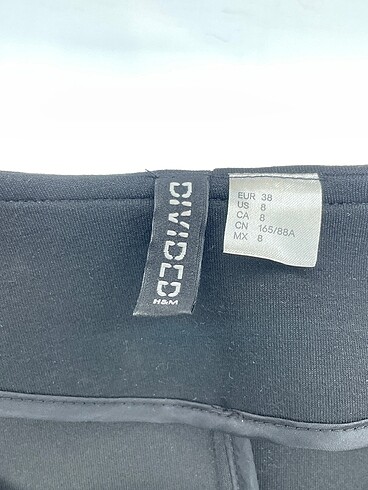 DIVIDED
H&M
EUR 38
US 8
CA 8
CN 165/88A
MX 8